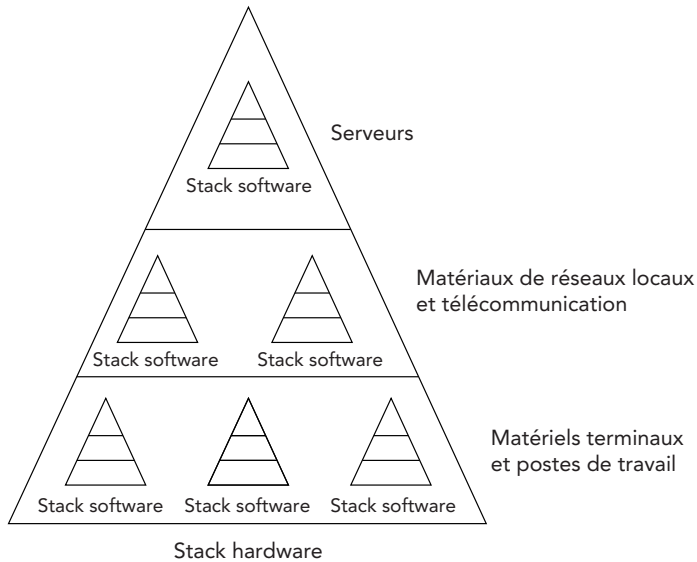 Serveurs
Stack software
Matériaux de réseaux locaux
et télécommunication
Stack software
Stack software
Matériels terminaux
et postes de travail
Stack software
Stack software
Stack software
Stack hardware